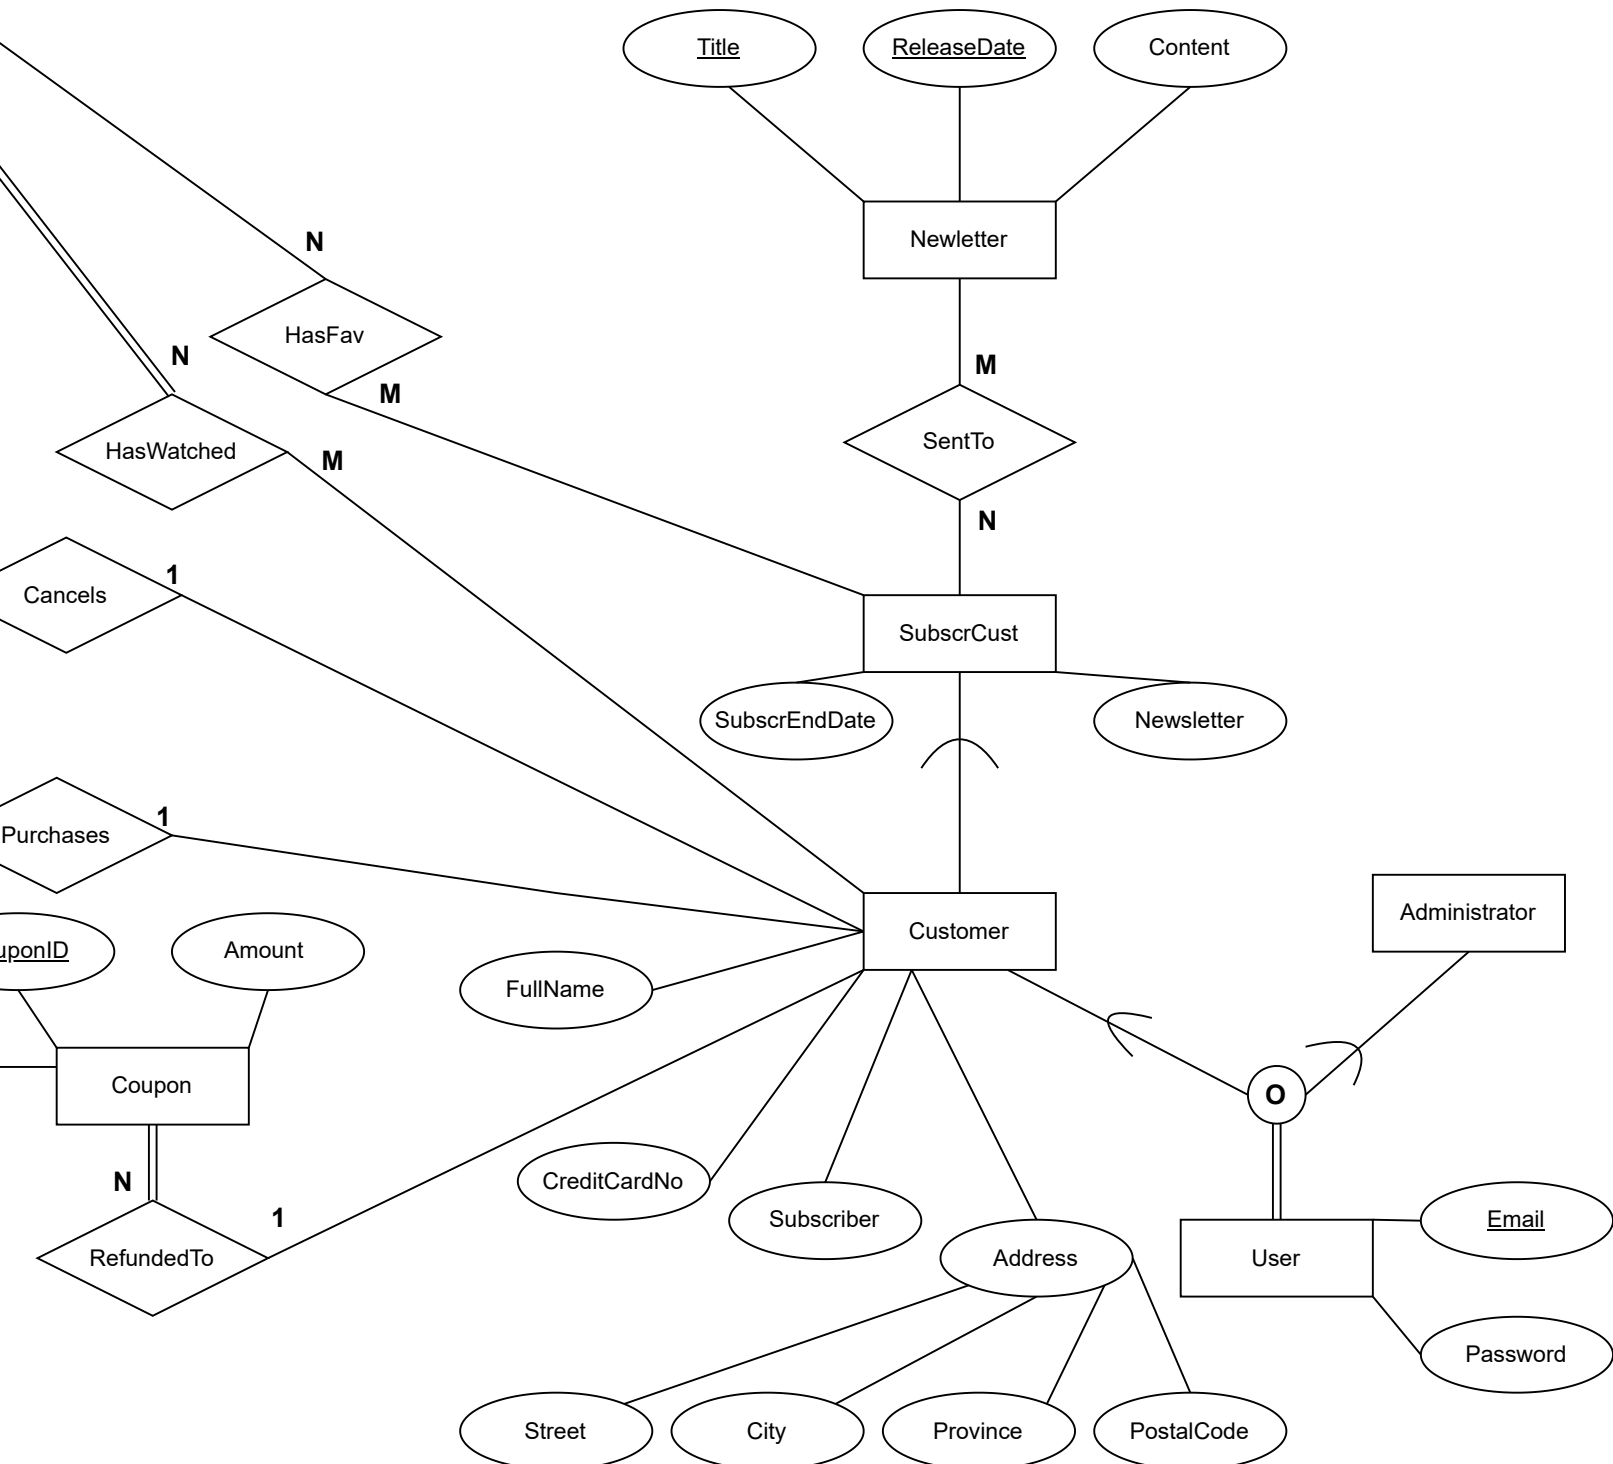 Title
ReleaseDate
Content
Newletter
N
HasFav
N
M
M
HasWatched
M
SentTo
N
1
Cancels
SubscrCust
SubscrEndDate
Newsletter
1
Purchases
Administrator
Customer
uponID
Amount
FullName
Coupon
O
N
CreditCardNo
1
Subscriber
Email
RefundedTo
Address
User
Password
Street
City
Province
PostalCode